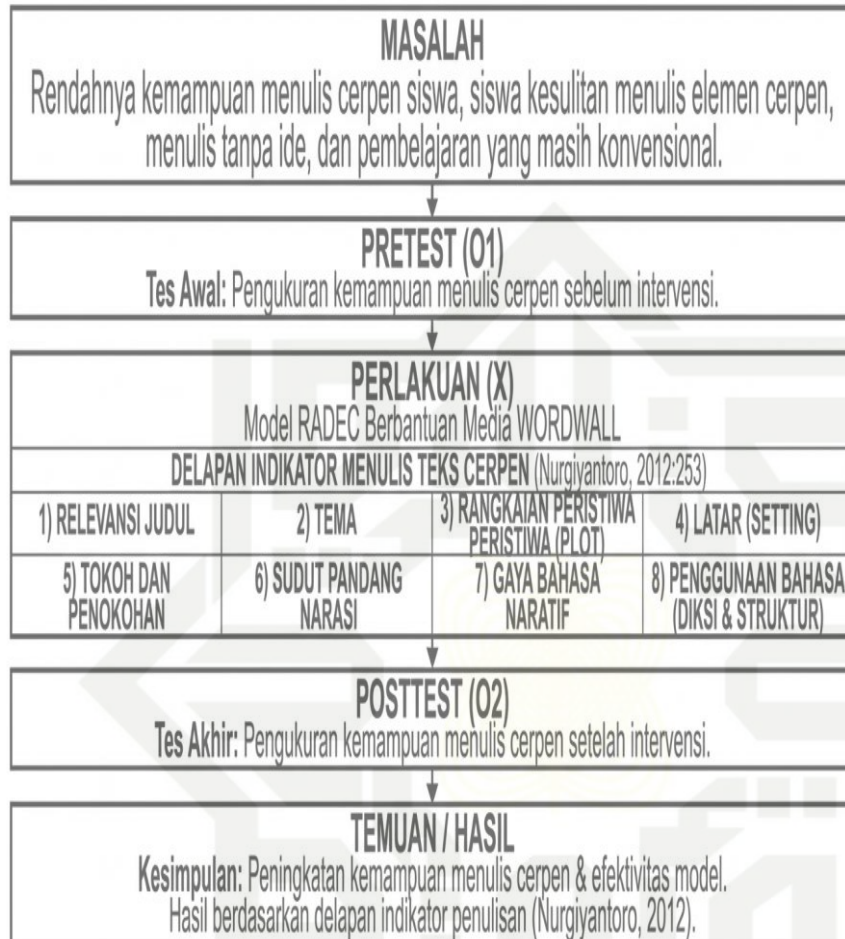 MASALAH
Rendahnya kemampuan menulis cerpen siswa, siswa kesulitan menulis elemen cerpen,
menulis tanpa ide, dan pembelajaran yang masih konvensional.
PRETEST (O1)
Tes Awal: Pengukuran kemampuan menulis cerpen sebelum intervensi.
PERLAKUAN (X)
Model RADEC Berbantuan Media WORDWALL
DELAPAN INDIKATOR MENULIS TEKS CERPEN (Nurgiyantoro, 2012:253)
1) RELEVANSI JUDUL
2) TEMA
3) RANGKAIAN PERISTIWA
PERISTIWA (PLOT)
4) LATAR (SETTING)
5) TOKOH DAN
PENOKOHAN
6) SUDUT PANDANG
NARASI
7) GAYA BAHASA
NARATIF
8) PENGGUNAAN BAHASA
(DIKSI & STRUKTUR)
POSTTEST (O2)
Tes Akhir: Pengukuran kemampuan menulis cerpen setelah intervensi.
TEMUAN / HASIL
Kesimpulan: Peningkatan kemampuan menulis cerpen & efektivitas model.
Hasil berdasarkan delapan indikator penulisan (Nurgiyantoro, 2012).